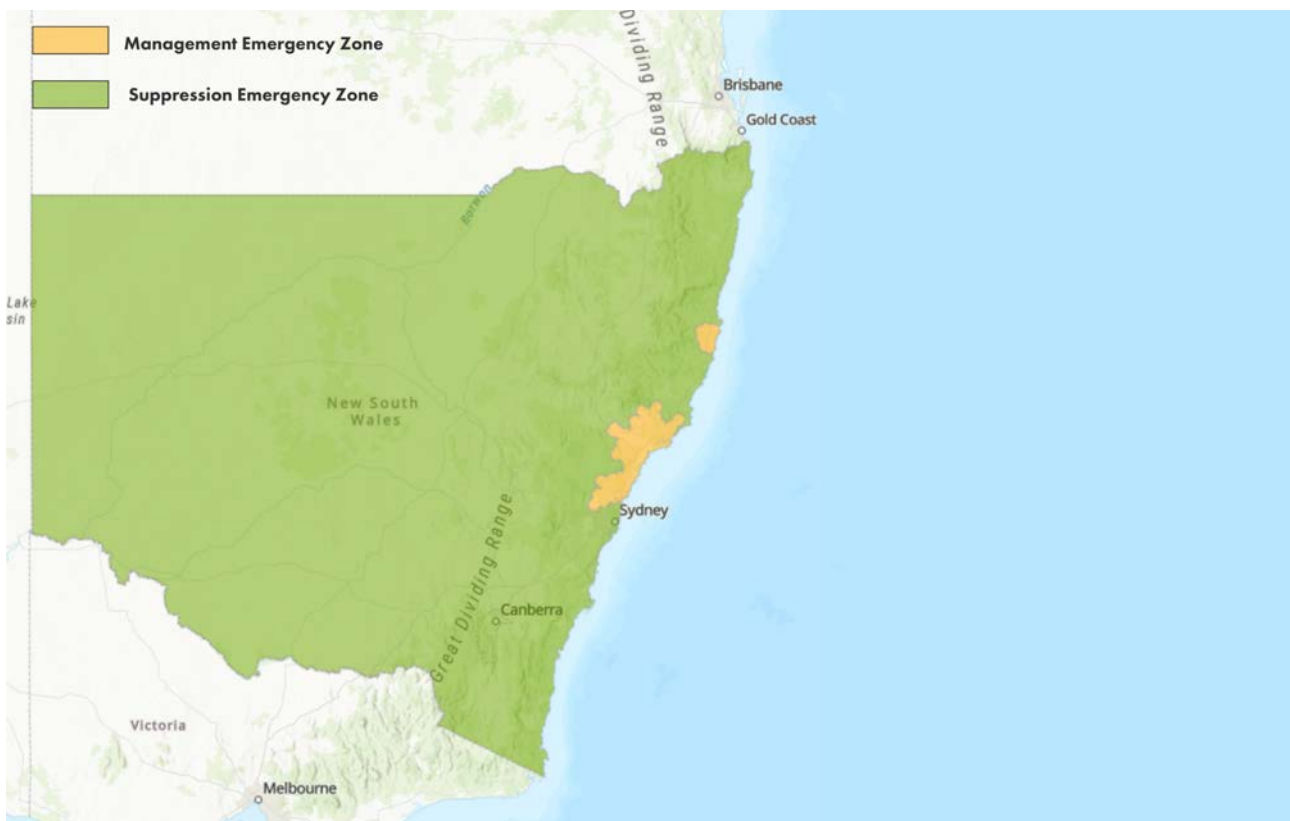 Management Emergency Zone
Suppression Emergency Zone
Dividing Range
Brisbane
Gold Coast
Barwon
Lake
sin
New South
Wales
Sydney
Great Dividing Range
Canberra
Victoria
Melbourne